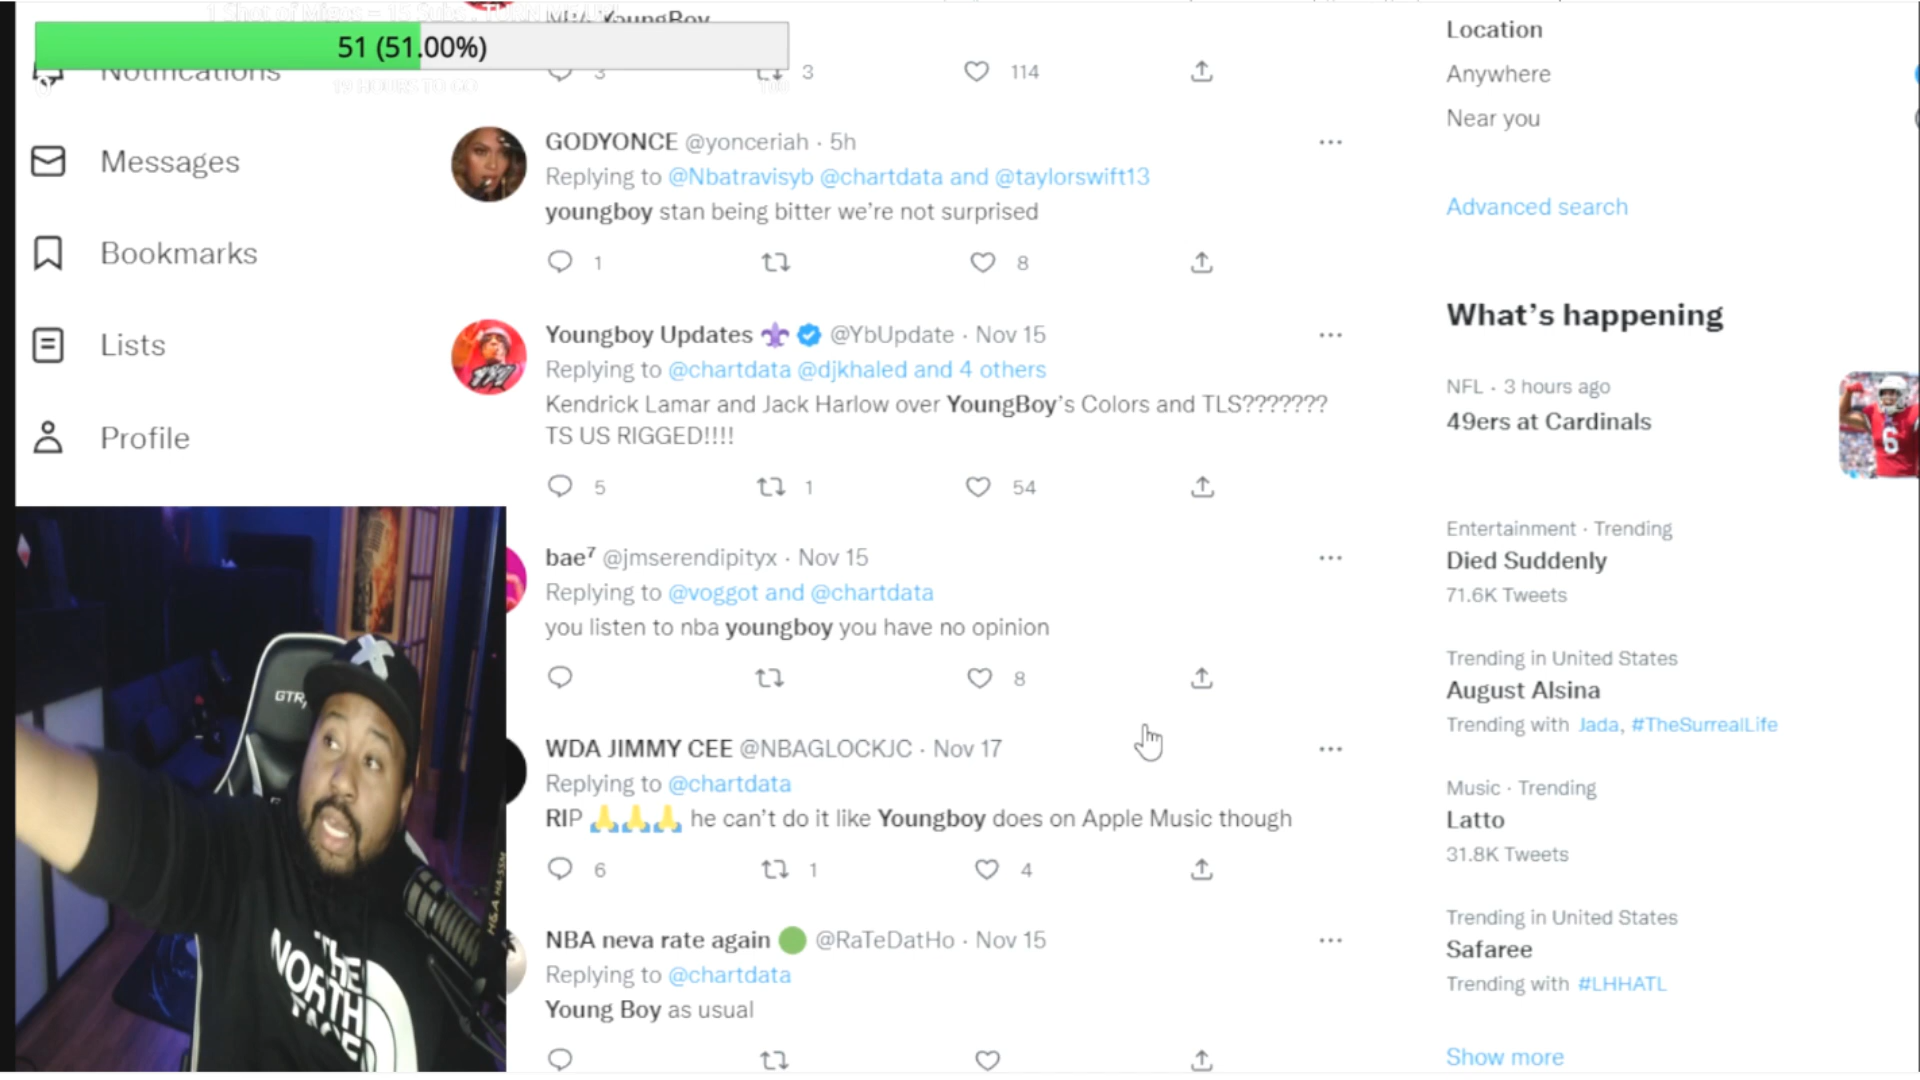 51 (51.00%)
Notifications
Messages
Bookmarks
Lists
Profile
YoungBoy
3 3 114
GODYONCE @yonceriah · 5h
Replying to @Nbatravisyb @chartdata and @taylorswift13
youngboy stan being bitter we're not surprised
1 8
Youngboy Updates ⚜ @YbUpdate · Nov 15
Replying to @chartdata @djkhaled and 4 others
Kendrick Lamar and Jack Harlow over YoungBoy's Colors and TLS???????
TS US RIGGED!!!!
5 1 54
bae⁷ @jmserendipityx · Nov 15
Replying to @voggot and @chartdata
you listen to nba youngboy you have no opinion
8
WDA JIMMY CEE @NBAGLOCKJC · Nov 17
Replying to @chartdata
RIP 🙏🙏🙏 he can't do it like Youngboy does on Apple Music though
6 1 4
NBA neva rate again 🟢 @RaTeDatHo · Nov 15
Replying to @chartdata
Young Boy as usual
Location
Anywhere
Near you
Advanced search
What's happening
NFL · 3 hours ago
49ers at Cardinals
6
Entertainment · Trending
Died Suddenly
71.6K Tweets
Trending in United States
August Alsina
Trending with Jada, #TheSurrealLife
Music · Trending
Latto
31.8K Tweets
Trending in United States
Safaree
Trending with #LHHATL
Show more
GTR
THE
NORTH
FACE